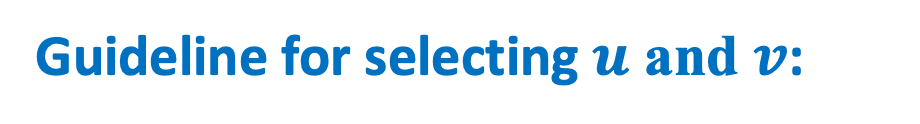 Guideline for selecting 𝒖 and 𝒗: